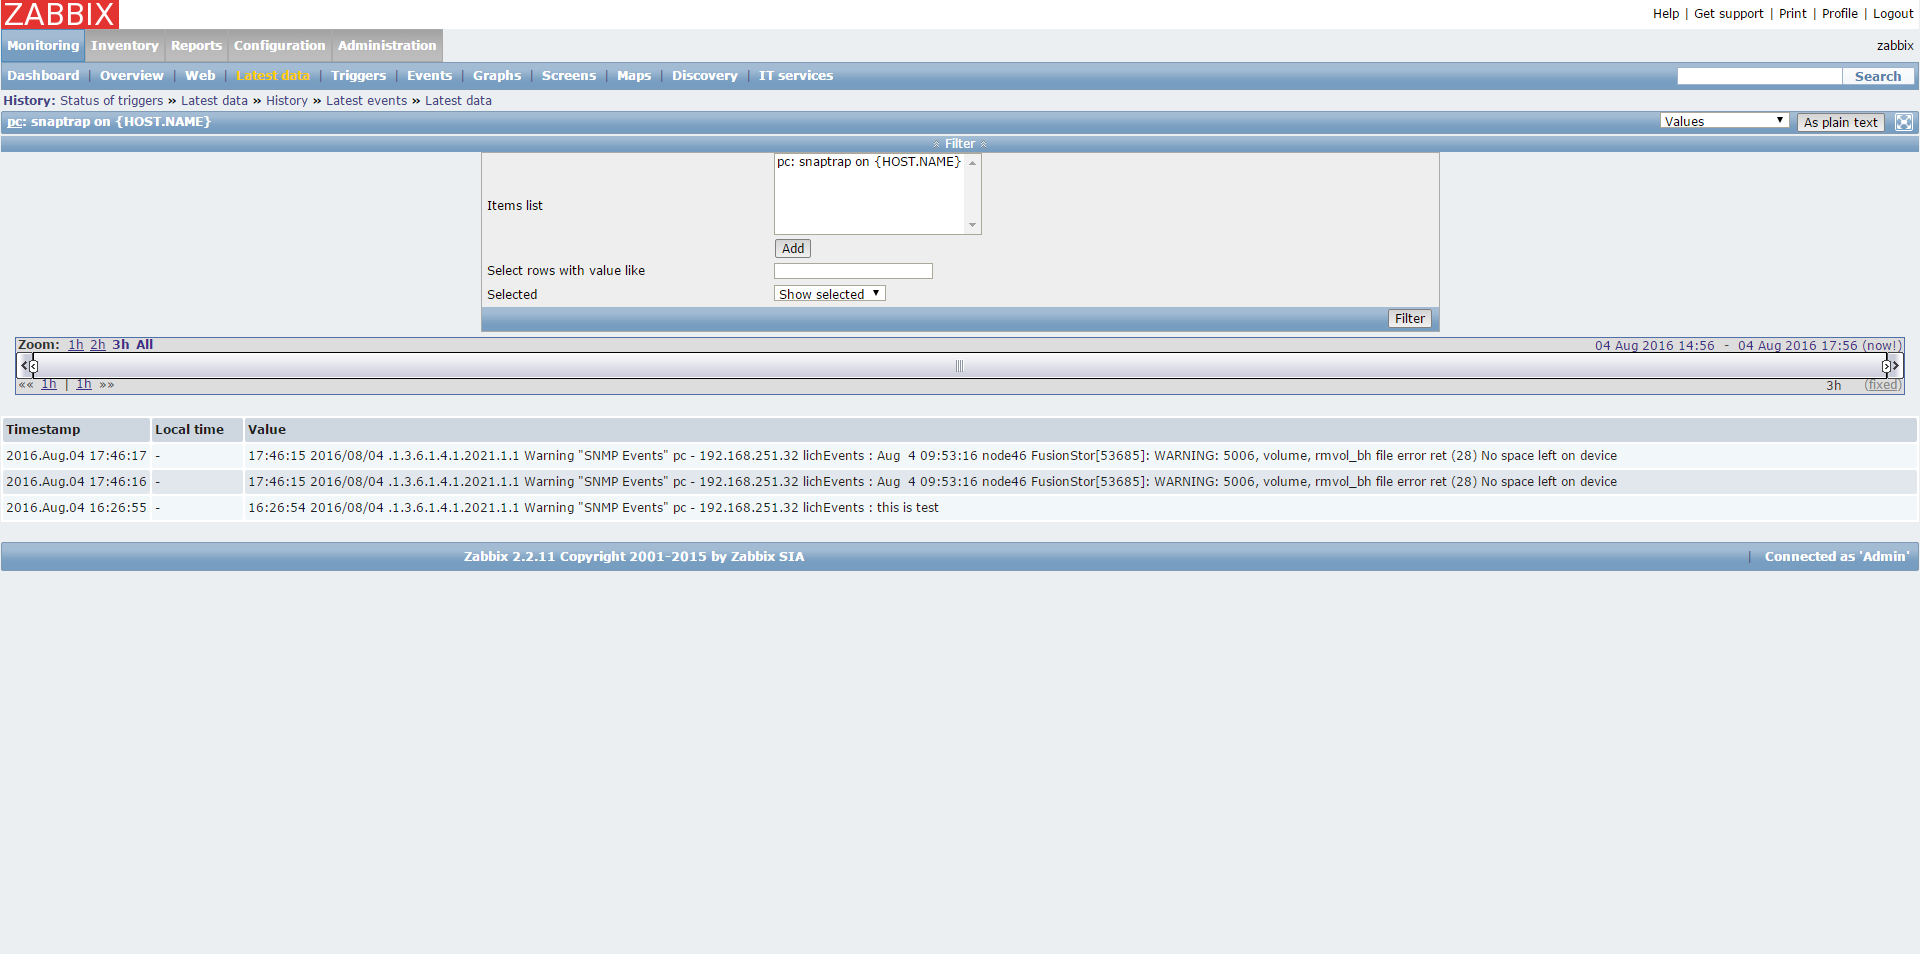 ZABBIX
Help | Get support | Print | Profile | Logout
Monitoring Inventory Reports Configuration Administration
zabbix
Dashboard | Overview | Web | Latest data | Triggers | Events | Graphs | Screens | Maps | Discovery | IT services
Search
History: Status of triggers » Latest data » History » Latest events » Latest data
pc: snaptrap on {HOST.NAME}
Values
As plain text
Filter
pc: snaptrap on {HOST.NAME}
Items list
Add
Select rows with value like
Selected
Show selected
Filter
Zoom: 1h 2h 3h All
04 Aug 2016 14:56 - 04 Aug 2016 17:56 (now!)
«« 1h | 1h »»
3h (fixed)
Timestamp Local time Value
2016.Aug.04 17:46:17 - 17:46:15 2016/08/04 .1.3.6.1.4.1.2021.1.1 Warning "SNMP Events" pc - 192.168.251.32 lichEvents : Aug  4 09:53:16 node46 FusionStor[53685]: WARNING: 5006, volume, rmvol_bh file error ret (28) No space left on device
2016.Aug.04 17:46:16 - 17:46:15 2016/08/04 .1.3.6.1.4.1.2021.1.1 Warning "SNMP Events" pc - 192.168.251.32 lichEvents : Aug  4 09:53:16 node46 FusionStor[53685]: WARNING: 5006, volume, rmvol_bh file error ret (28) No space left on device
2016.Aug.04 16:26:55 - 16:26:54 2016/08/04 .1.3.6.1.4.1.2021.1.1 Warning "SNMP Events" pc - 192.168.251.32 lichEvents : this is test
Zabbix 2.2.11 Copyright 2001-2015 by Zabbix SIA
| Connected as 'Admin'